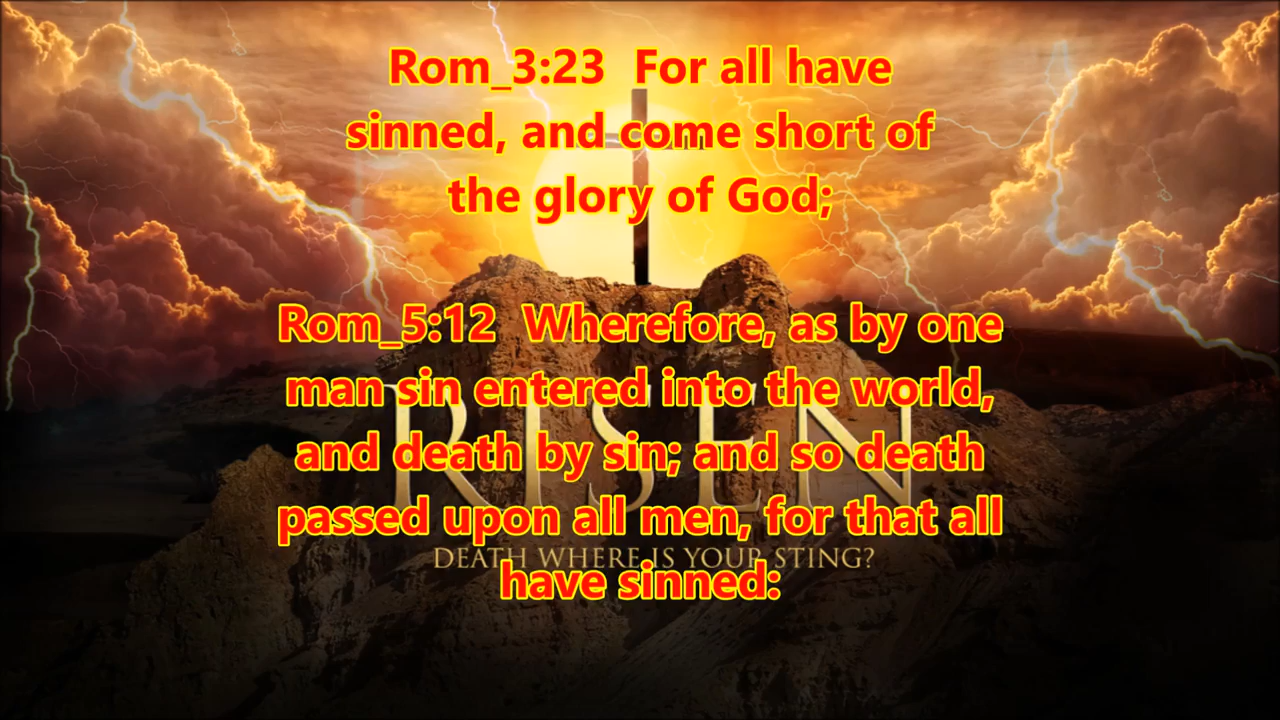 Rom_3:23  For all have
sinned, and come short of
the glory of God;
Rom_5:12  Wherefore, as by one
man sin entered into the world,
RISEN
and death by sin; and so death
passed upon all men, for that all
DEATH WHERE IS YOUR STING?
have sinned: